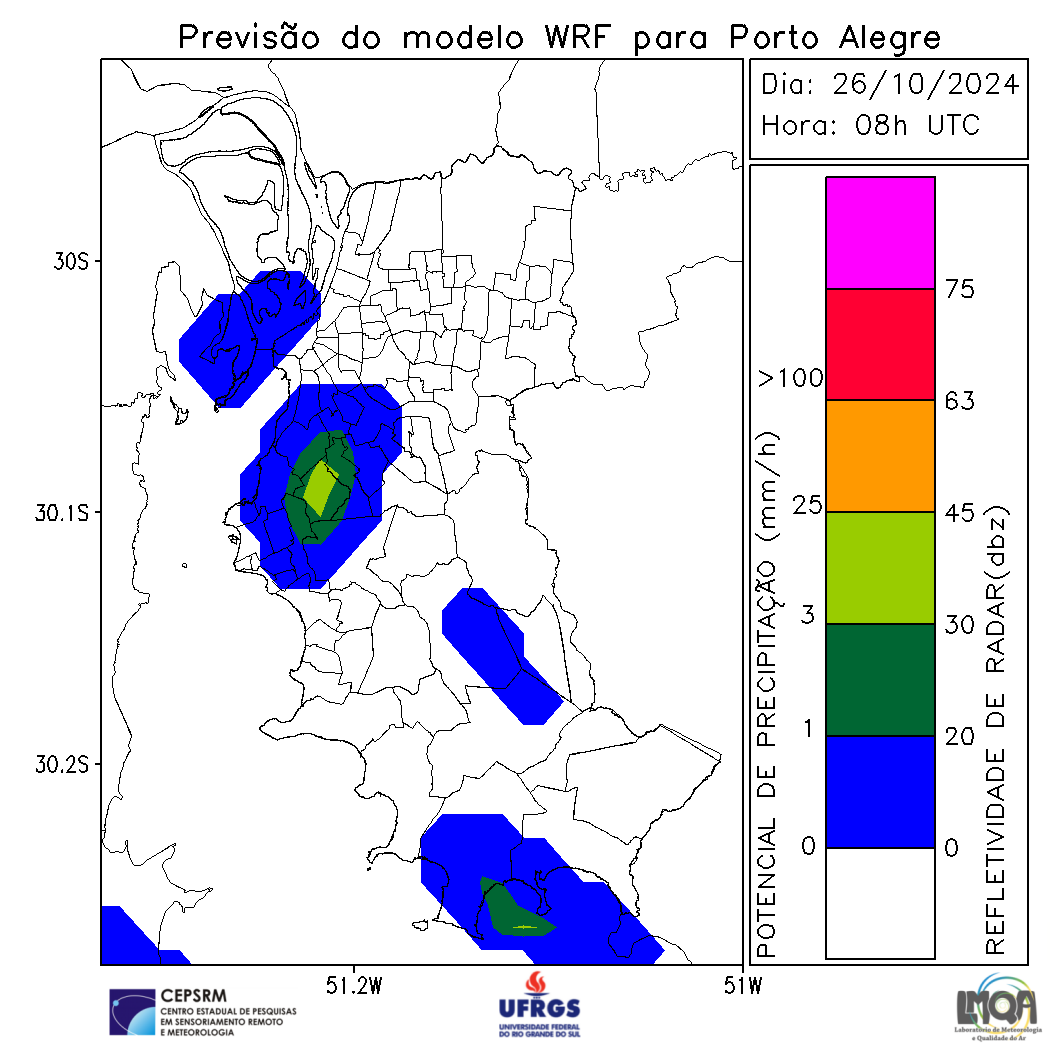 Previsão do modelo WRF para Porto Alegre
Dia: 26/10/2024
Hora: 08h UTC
30S
30.1S
30.2S
51.2W
51W
POTENCIAL DE PRECIPITAÇÃO (mm/h)
>100
25
3
1
0
75
63
45
30
20
0
REFLETIVIDADE DE RADAR(dbz)
CEPSRM
CENTRO ESTADUAL DE PESQUISAS
EM SENSORIAMENTO REMOTO
E METEOROLOGIA
UFRGS
UNIVERSIDADE FEDERAL
DO RIO GRANDE DO SUL
LMQA
Laboratório de Meteorologia
e Qualidade do Ar